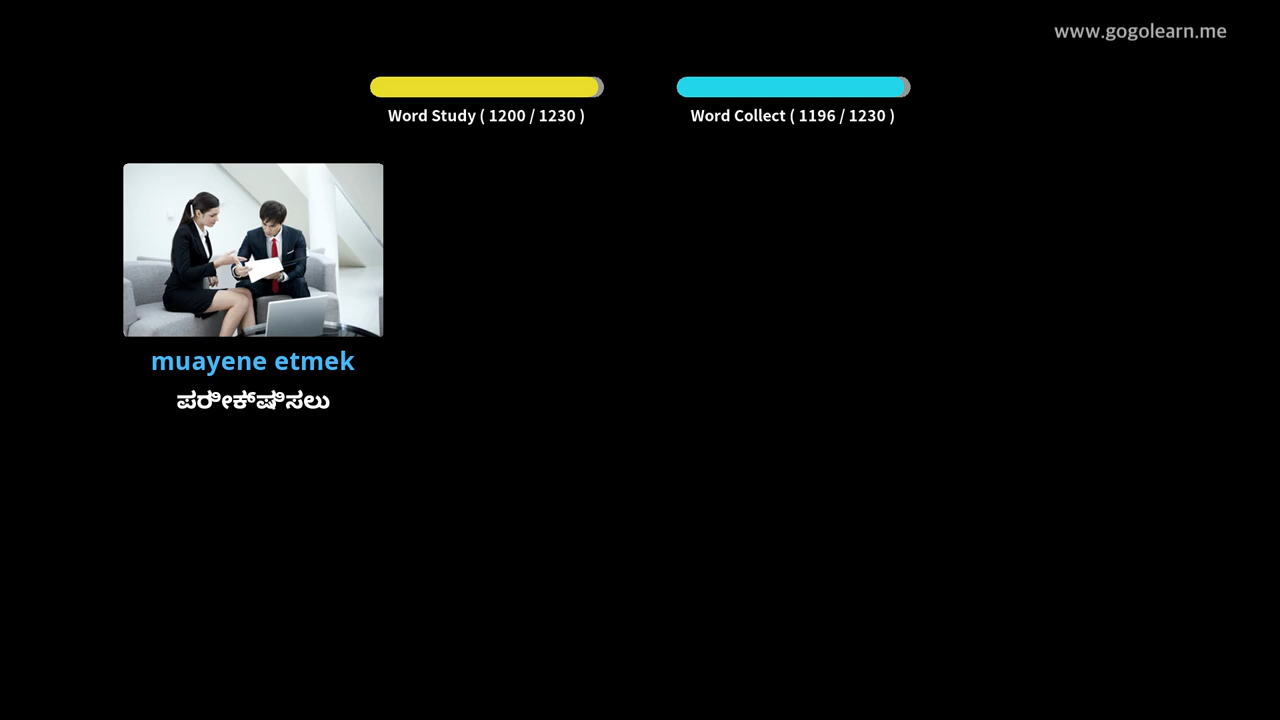 www.gogolearn.me
Word Study ( 1200 / 1230 )
Word Collect ( 1196 / 1230 )
muayene etmek
ಪರೀಕ್ಷಿಸಲು